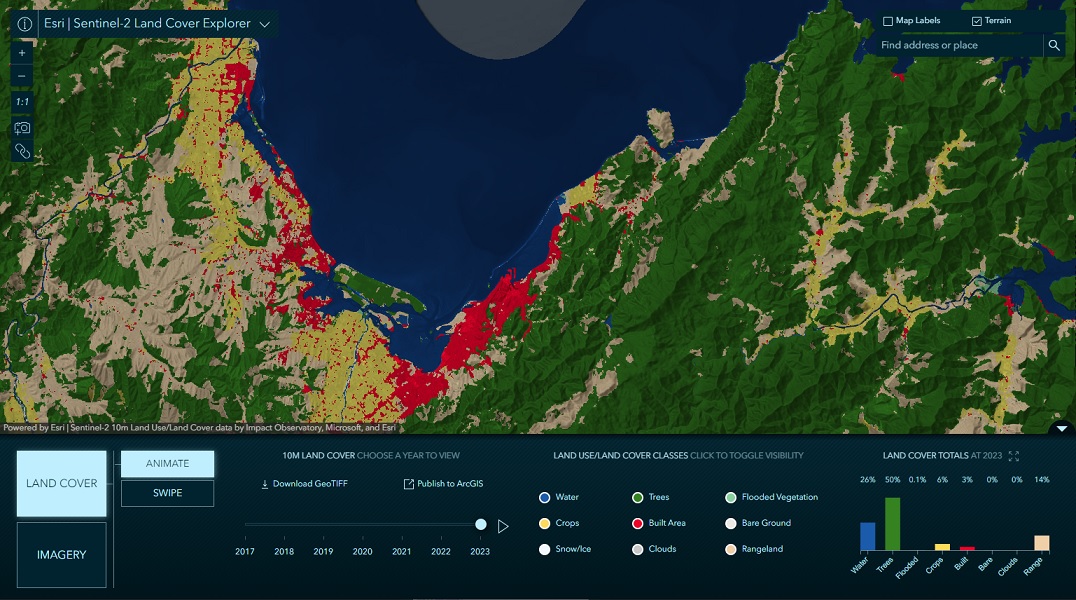 Esri | Sentinel-2 Land Cover Explorer
Map Labels
Terrain
Find address or place
+
−
1:1
Powered by Esri | Sentinel-2 10m Land Use/Land Cover data by Impact Observatory, Microsoft, and Esri
LAND COVER
IMAGERY
ANIMATE
SWIPE
10M LAND COVER CHOOSE A YEAR TO VIEW
Download GeoTIFF
Publish to ArcGIS
2017 2018 2019 2020 2021 2022 2023
LAND USE/LAND COVER CLASSES CLICK TO TOGGLE VISIBILITY
Water Trees Flooded Vegetation
Crops Built Area Bare Ground
Snow/Ice Clouds Rangeland
LAND COVER TOTALS AT 2023
26% 50% 0.1% 6% 3% 0% 0% 14%
Water Trees Flooded Crops Built Bare Clouds Range